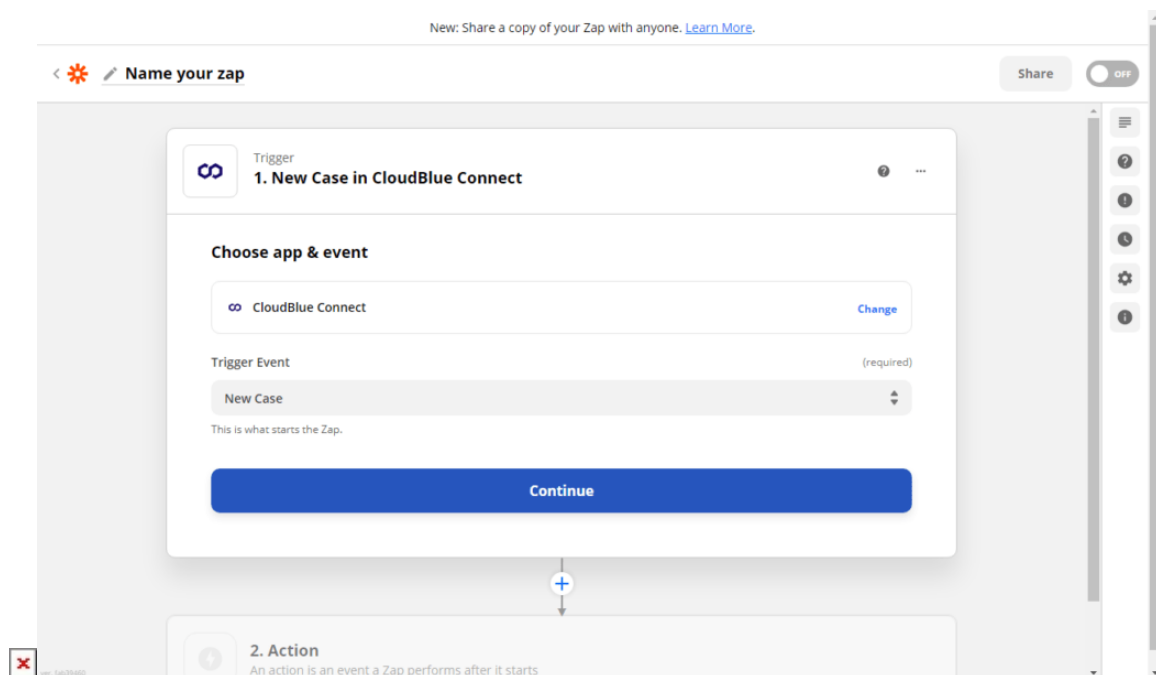 New: Share a copy of your Zap with anyone. Learn More.
Name your zap
Share
OFF
Trigger
1. New Case in CloudBlue Connect
Choose app & event
CloudBlue Connect
Change
Trigger Event
(required)
New Case
This is what starts the Zap.
Continue
2. Action
An action is an event a Zap performs after it starts